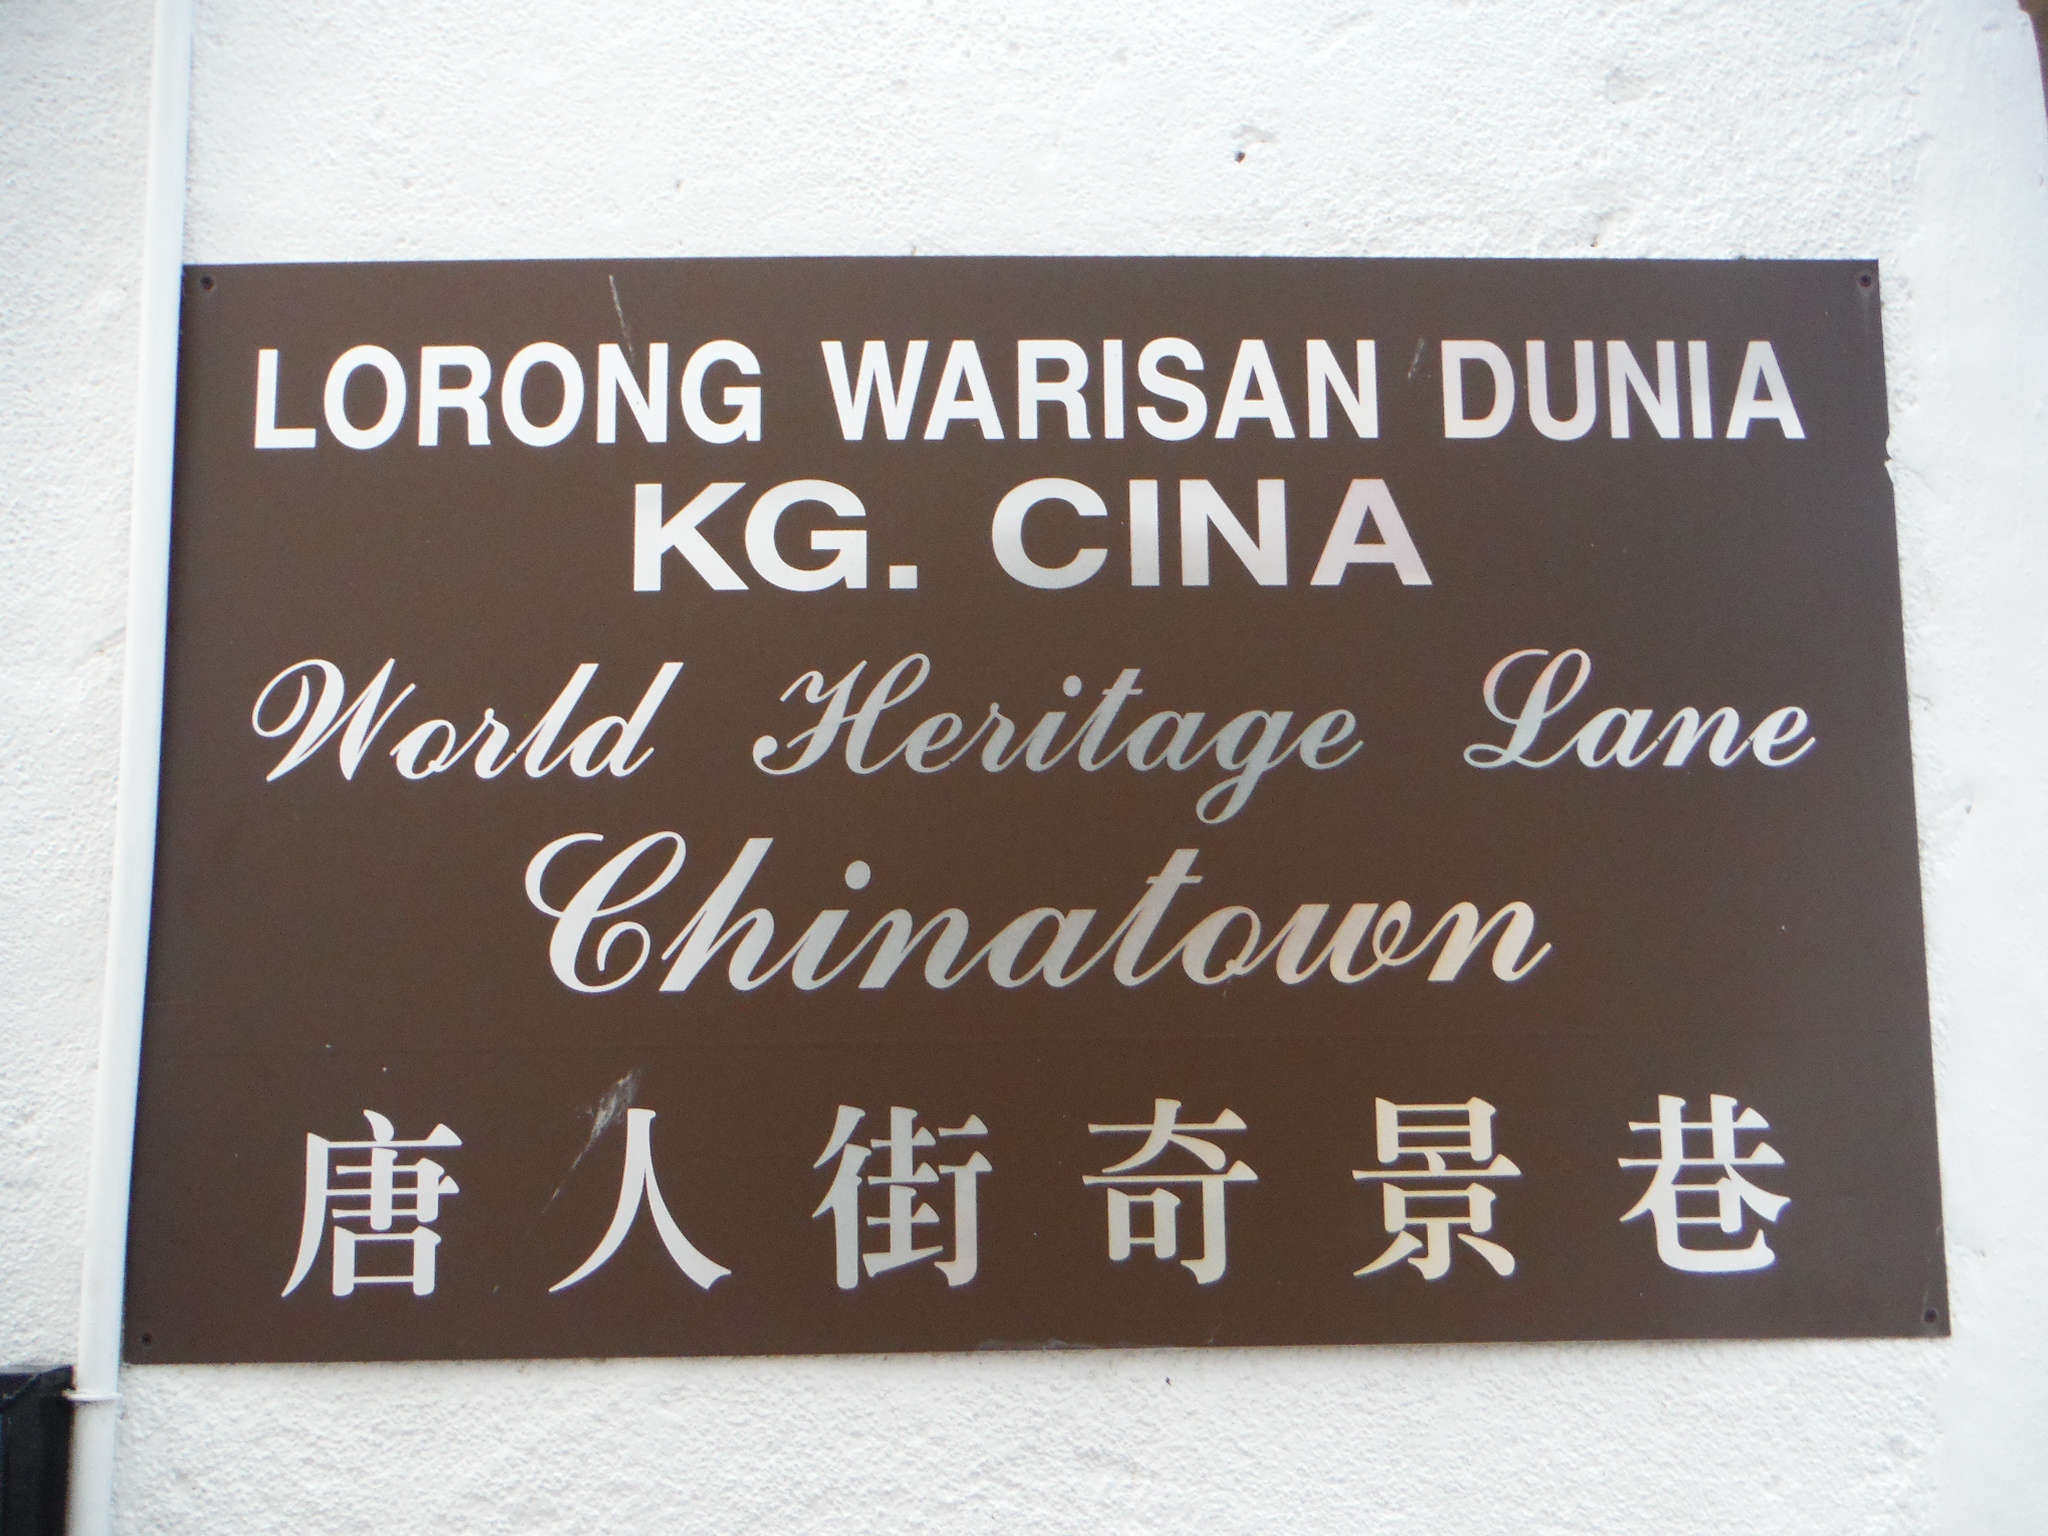 LORONG WARISAN DUNIA
KG. CINA
World Heritage Lane
Chinatown
唐人街奇景巷